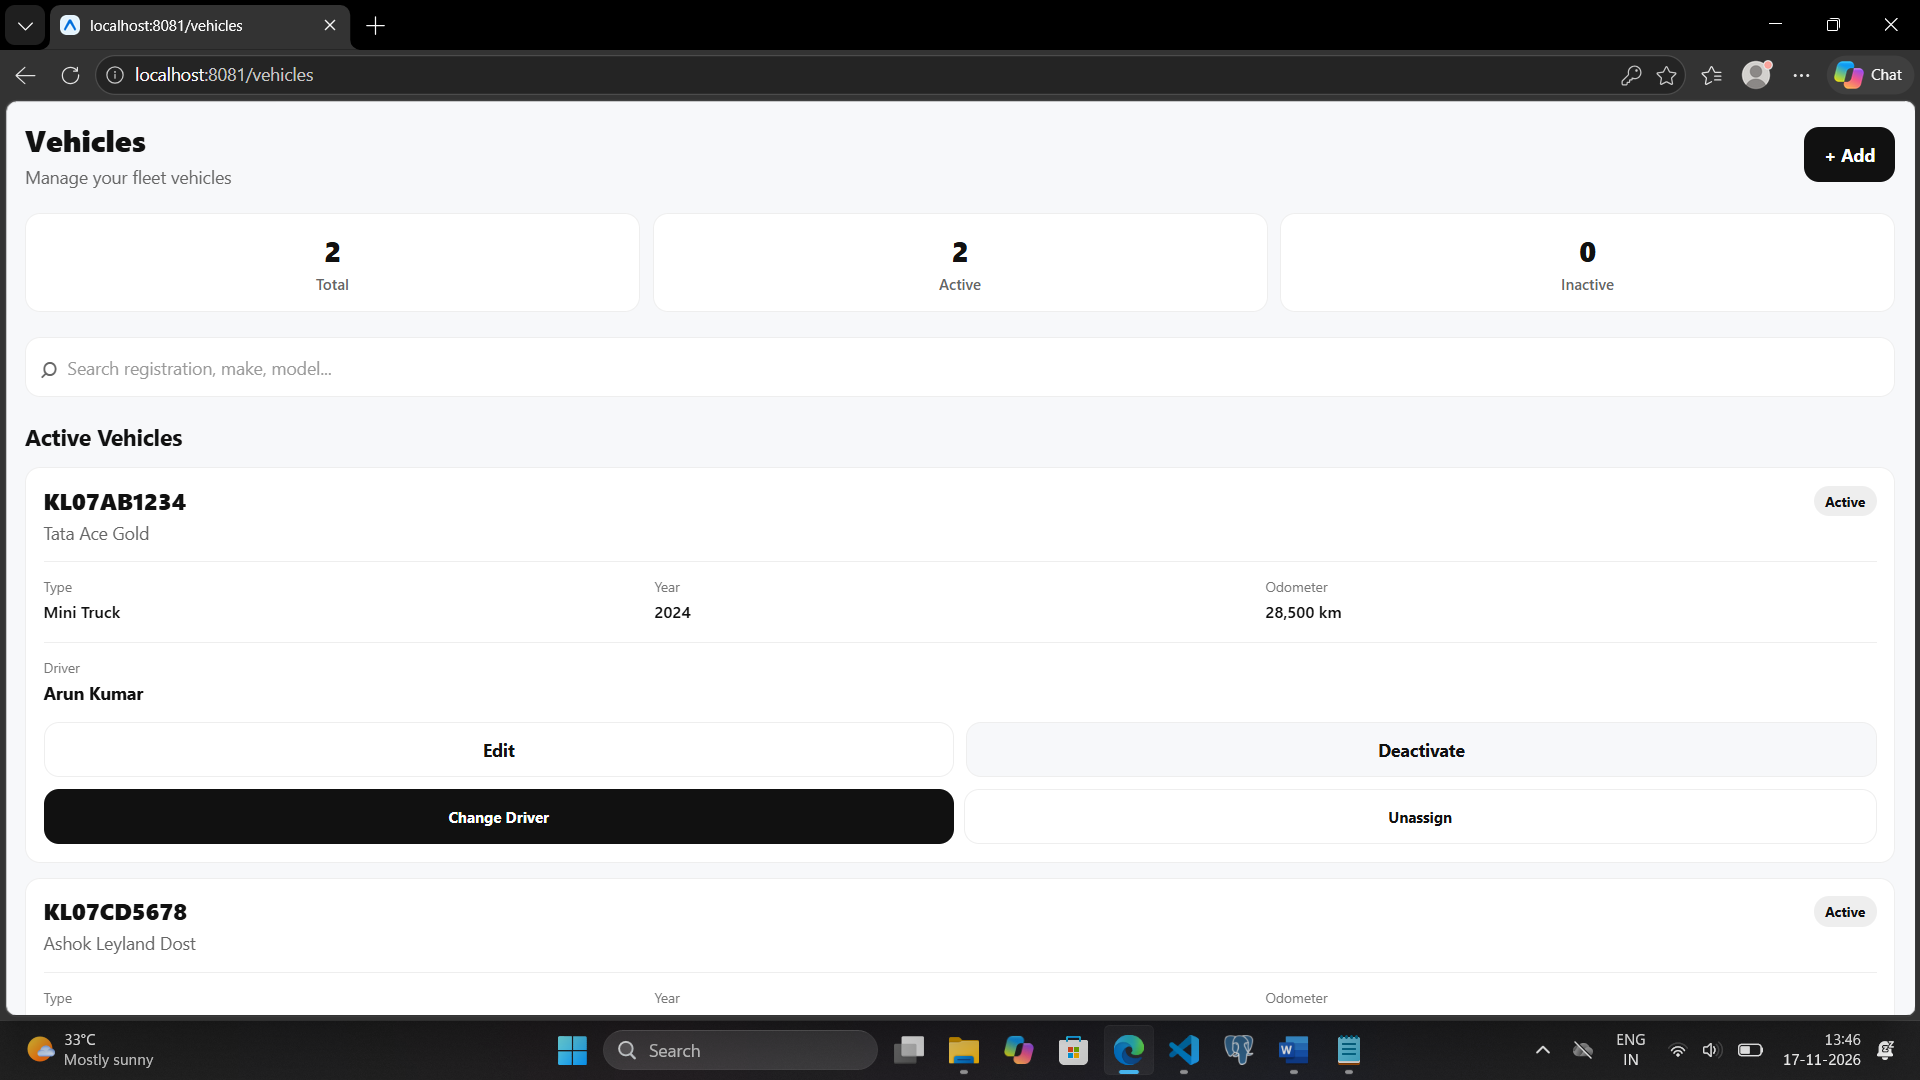 localhost:8081/vehicles
localhost:8081/vehicles
Chat
Vehicles
Manage your fleet vehicles
+ Add
2
Total
2
Active
0
Inactive
Search registration, make, model...
Active Vehicles
KL07AB1234
Active
Tata Ace Gold
Type
Year
Odometer
Mini Truck
2024
28,500 km
Driver
Arun Kumar
Edit
Deactivate
Change Driver
Unassign
KL07CD5678
Active
Ashok Leyland Dost
Type
Year
Odometer
33°C
Mostly sunny
Search
ENG
IN
13:46
17-11-2026